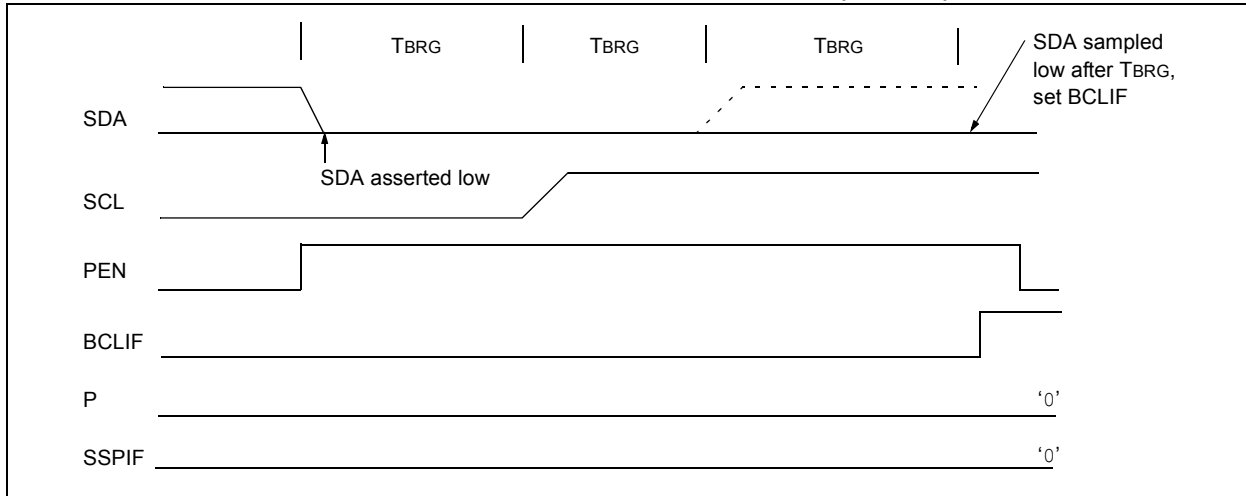 TBRG TBRG TBRG
SDA sampled
low after TBRG,
set BCLIF
SDA
SDA asserted low
SCL
PEN
BCLIF
P
‘0’
SSPIF
‘0’